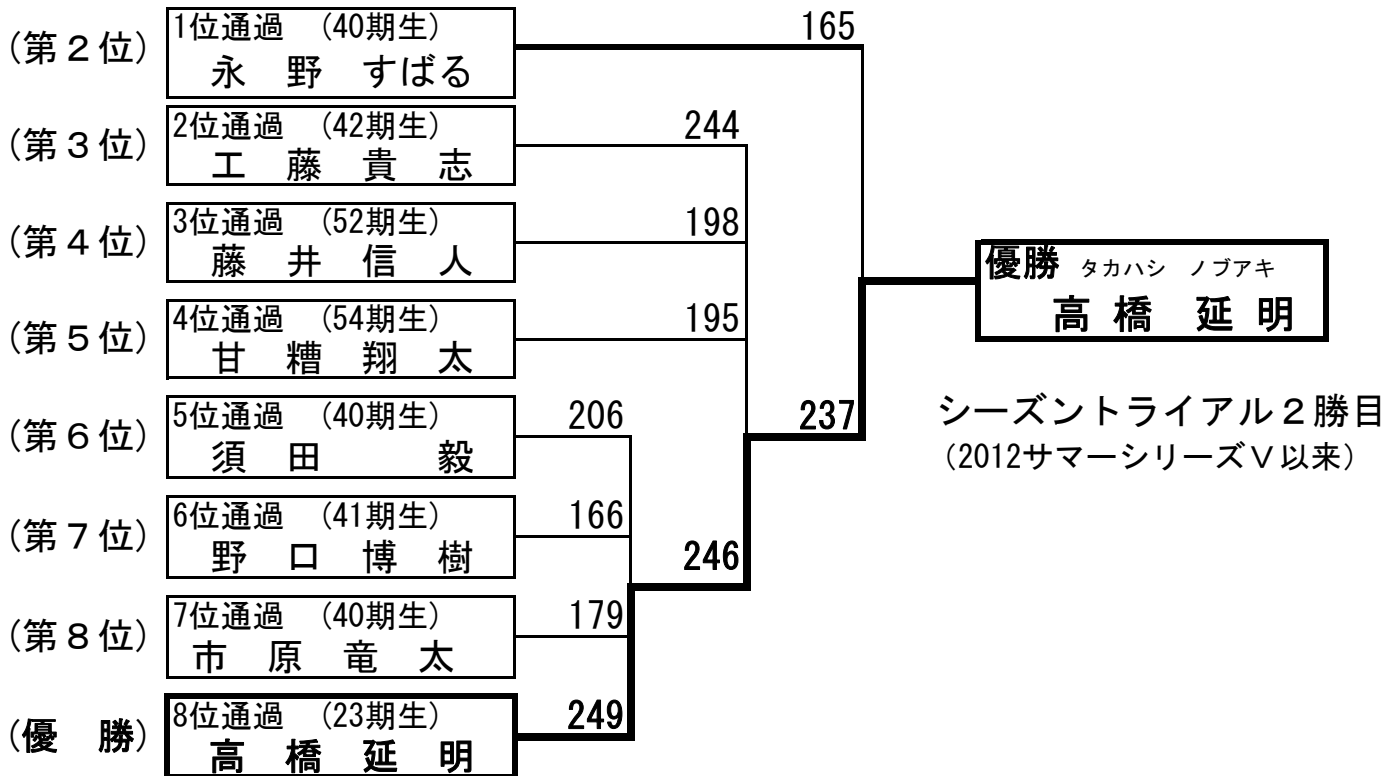 1位通過　(40期生)
(第２位)
永　野　すばる
165
2位通過　(42期生)
(第３位)
工　藤　貴　志
244
3位通過　(52期生)
(第４位)
藤　井　信　人
198
4位通過　(54期生)
(第５位)
甘　糟　翔　太
195
5位通過　(40期生)
(第６位)
須　田　　　毅
206
6位通過　(41期生)
(第７位)
野　口　博　樹
166
7位通過　(40期生)
(第８位)
市　原　竜　太
179
8位通過　(23期生)
(優　勝)
高　橋　延　明
249
246
237
優勝 タカハシ　ノブアキ
高 橋　延 明
シーズントライアル２勝目
(2012サマーシリーズＶ以来)